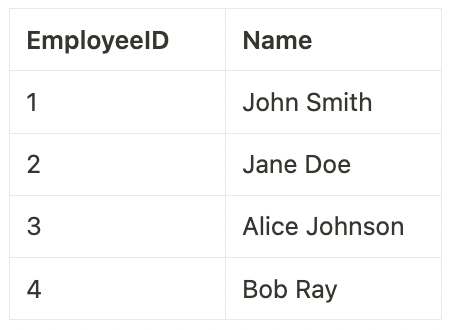 EmployeeID Name
1 John Smith
2 Jane Doe
3 Alice Johnson
4 Bob Ray